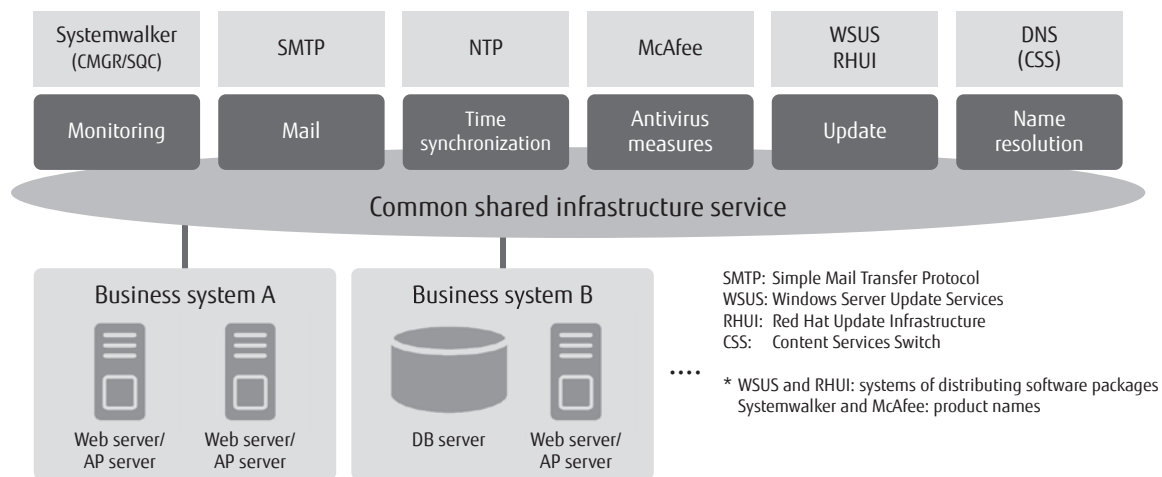 Systemwalker
(CMGR/SQC)
SMTP
NTP
McAfee
WSUS
RHUI
DNS
(CSS)
Monitoring
Mail
Time
synchronization
Antivirus
measures
Update
Name
resolution
Common shared infrastructure service
Business system A
Web server/
AP server
Web server/
AP server
Business system B
DB server
Web server/
AP server
....
SMTP: Simple Mail Transfer Protocol
WSUS: Windows Server Update Services
RHUI: Red Hat Update Infrastructure
CSS: Content Services Switch
* WSUS and RHUI: systems of distributing software packages
Systemwalker and McAfee: product names